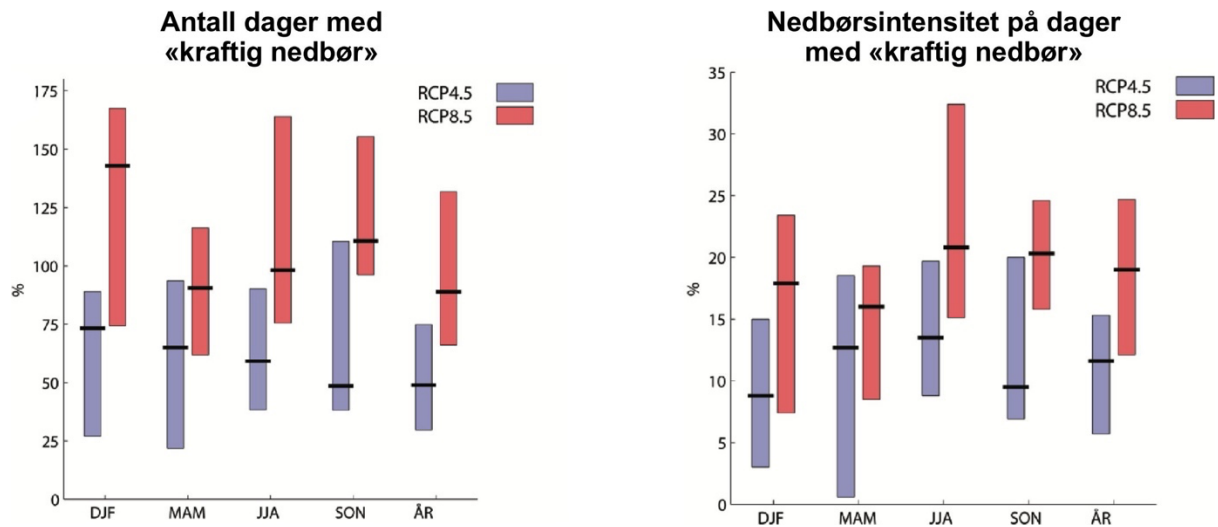 Antall dager med
«kraftig nedbør»
RCP4.5
RCP8.5
175
150
125
100
75
50
25
0
%
DJF
MAM
JJA
SON
ÅR
Nedbørsintensitet på dager
med «kraftig nedbør»
RCP4.5
RCP8.5
35
30
25
20
15
10
5
0
%
DJF
MAM
JJA
SON
ÅR